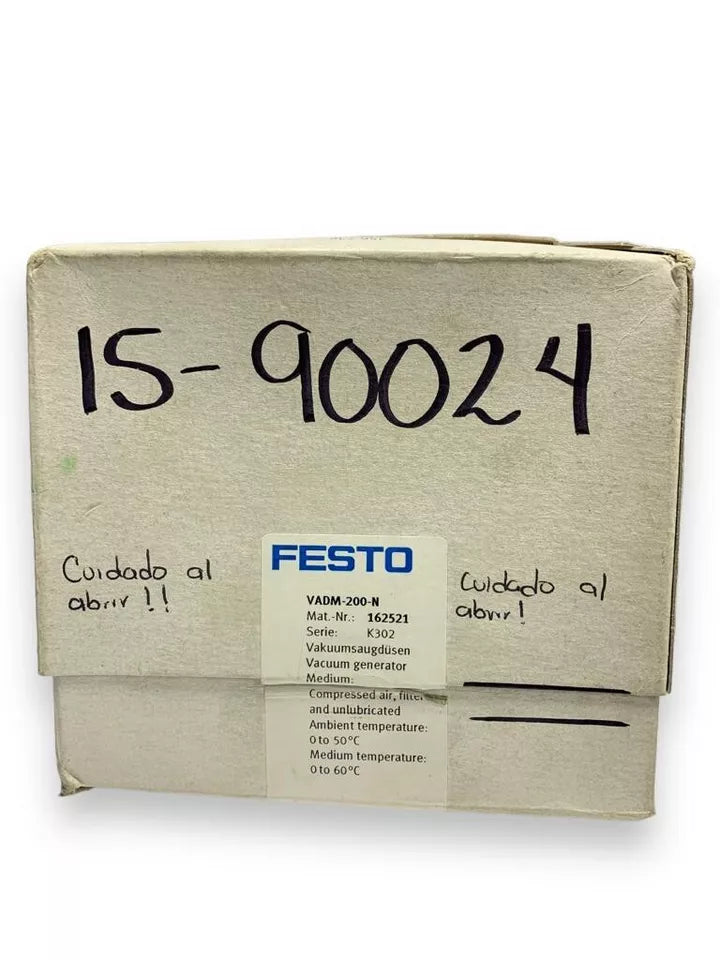 15-90024
Cuidado al
abrir!!
FESTO
VADM-200-N
Mat.-Nr.: 162521
Serie: K302
Vakuumsaugdüsen
Vacuum generator
Medium:
Compressed air, filte
and unlubricated
Ambient temperature:
0 to 50°C
Medium temperature:
0 to 60°C
Cuidado al
abrir!